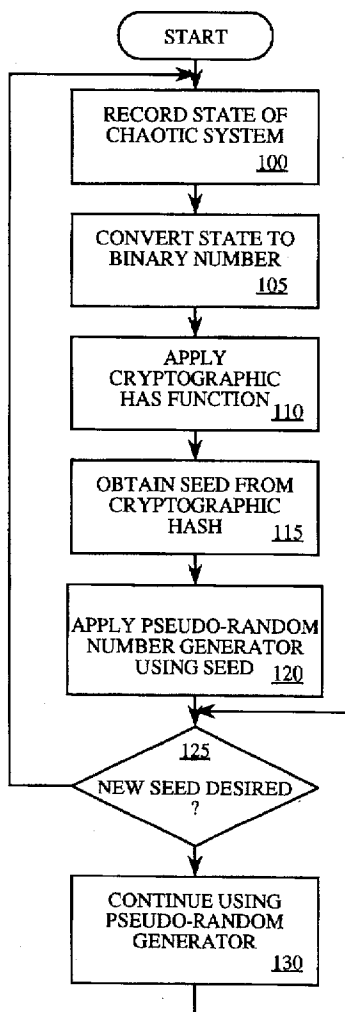 START
RECORD STATE OF
CHAOTIC SYSTEM
100
CONVERT STATE TO
BINARY NUMBER
105
APPLY
CRYPTOGRAPHIC
HAS FUNCTION
110
OBTAIN SEED FROM
CRYPTOGRAPHIC
HASH
115
APPLY PSEUDO-RANDOM
NUMBER GENERATOR
USING SEED
120
125
NEW SEED DESIRED
?
CONTINUE USING
PSEUDO-RANDOM
GENERATOR
130